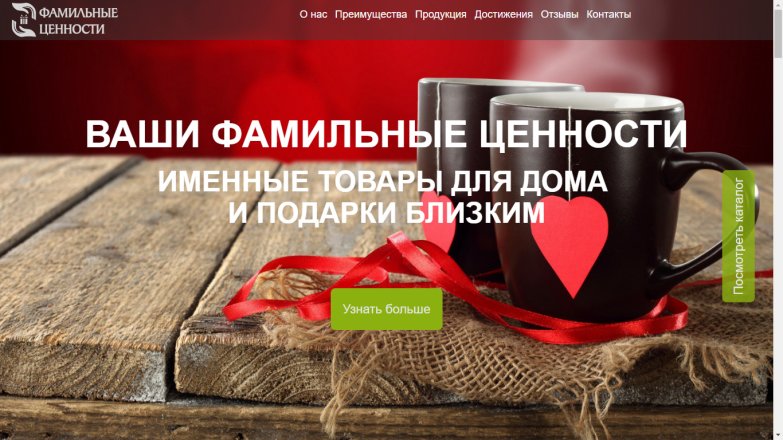 ФАМИЛЬНЫЕ
ЦЕННОСТИ
О нас Преимущества Продукция Достижения Отзывы Контакты
ВАШИ ФАМИЛЬНЫЕ ЦЕННОСТИ
ИМЕННЫЕ ТОВАРЫ ДЛЯ ДОМА
И ПОДАРКИ БЛИЗКИМ
Посмотреть каталог
Узнать больше